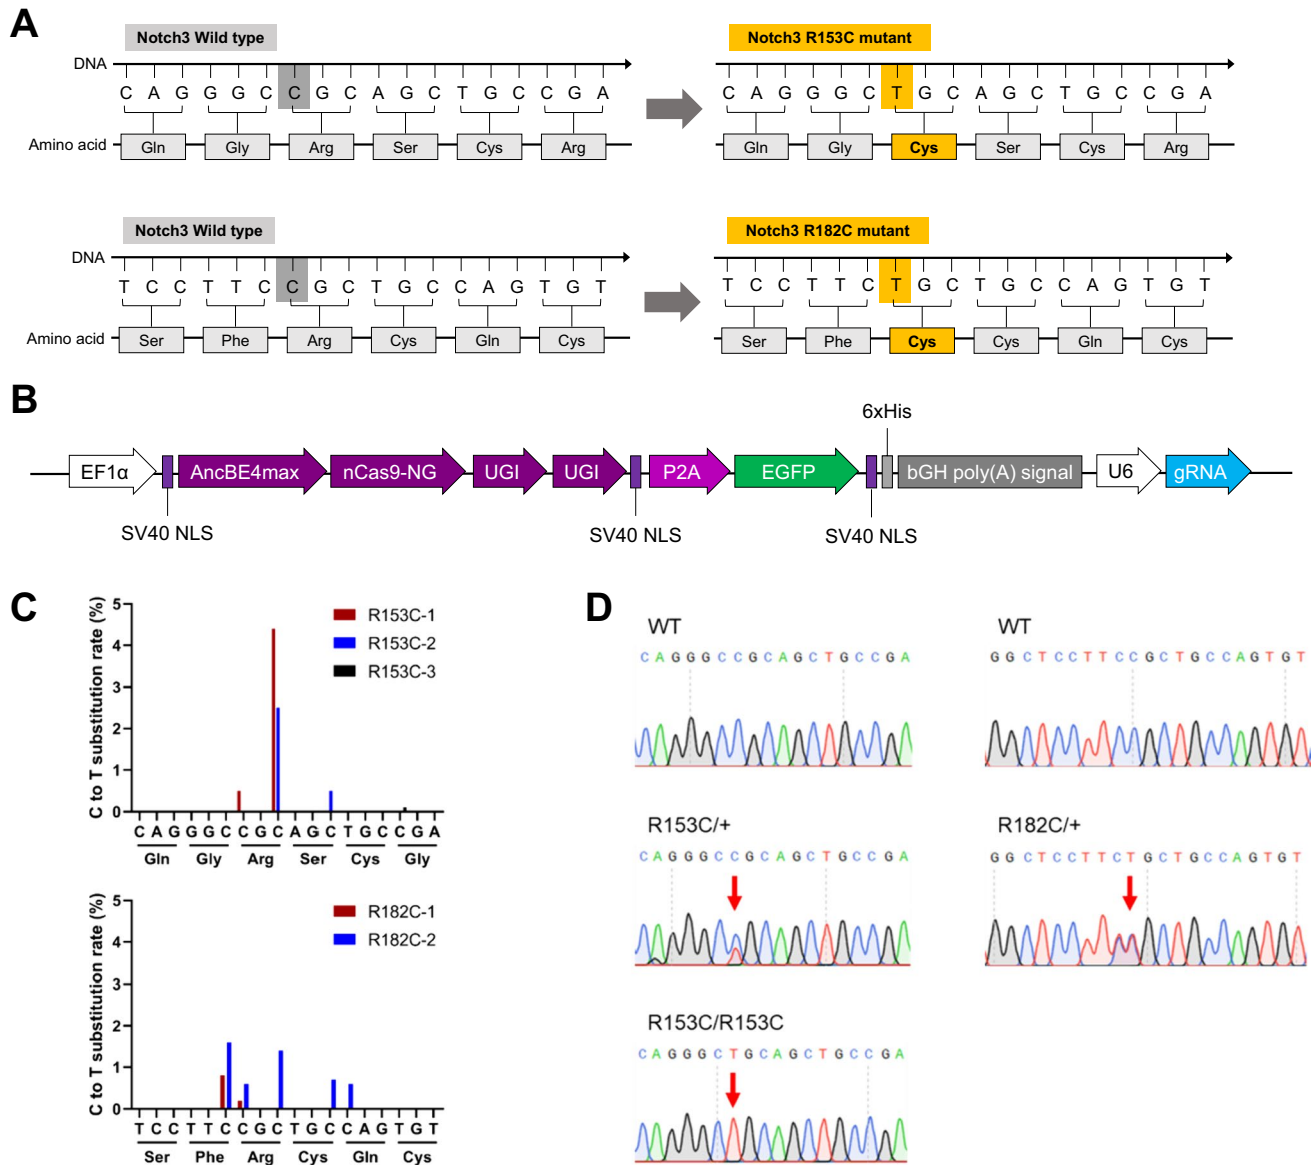 A
Notch3 Wild type
DNA
C A G G G C C G C A G C T G C C G A
Amino acid
Gln Gly Arg Ser Cys Arg
Notch3 R153C mutant
C A G G G C T G C A G C T G C C G A
Gln Gly Cys Ser Cys Arg
Notch3 Wild type
DNA
T C C T T C C G C T G C C A G T G T
Amino acid
Ser Phe Arg Cys Gln Cys
Notch3 R182C mutant
T C C T T C T G C T G C C A G T G T
Ser Phe Cys Cys Gln Cys
B
6xHis
EF1α AncBE4max nCas9-NG UGI UGI P2A EGFP bGH poly(A) signal U6 gRNA
SV40 NLS SV40 NLS SV40 NLS
C
C to T substitution rate (%)
5
4
3
2
1
0
R153C-1
R153C-2
R153C-3
C A G G G C C G C A G C T G C C G A
Gln Gly Arg Ser Cys Gly
C to T substitution rate (%)
5
4
3
2
1
0
R182C-1
R182C-2
T C C T T C C G C T G C C A G T G T
Ser Phe Arg Cys Gln Cys
D
WT
C A G G G C C G C A G C T G C C G A
WT
G G C T C C T T C C G C T G C C A G T G T
R153C/+
C A G G G C C G C A G C T G C C G A
R182C/+
G G C T C C T T C T G C T G C C A G T G T
R153C/R153C
C A G G G C T G C A G C T G C C G A